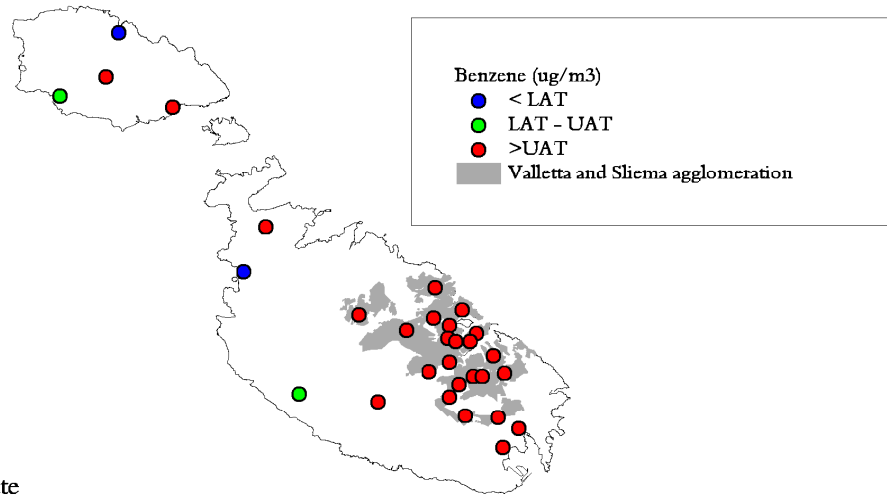 Benzene (ug/m3)
< LAT
LAT - UAT
>UAT
Valletta and Sliema agglomeration
te